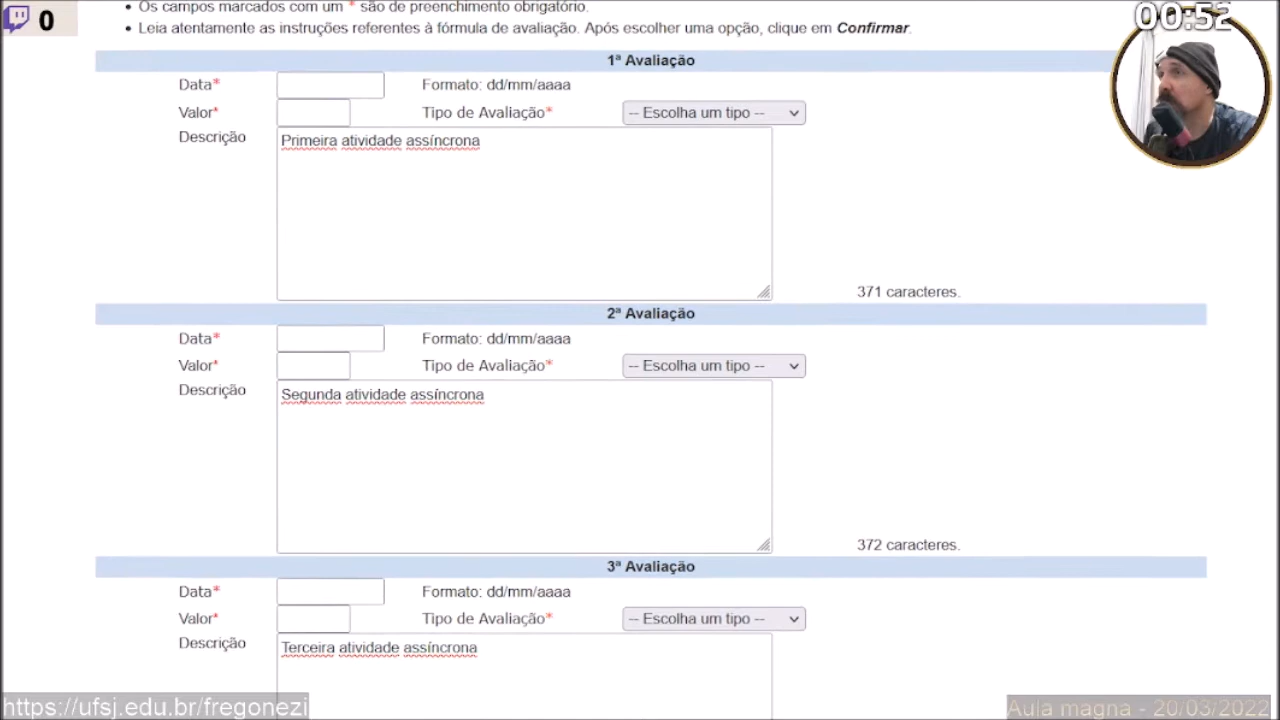 0
00:52
• Os campos marcados com um * são de preenchimento obrigatório.
• Leia atentamente as instruções referentes à fórmula de avaliação. Após escolher uma opção, clique em Confirmar.
1ª Avaliação
Data* Formato: dd/mm/aaaa
Valor* Tipo de Avaliação* -- Escolha um tipo --
Descrição Primeira atividade assíncrona
371 caracteres.
2ª Avaliação
Data* Formato: dd/mm/aaaa
Valor* Tipo de Avaliação* -- Escolha um tipo --
Descrição Segunda atividade assíncrona
372 caracteres.
3ª Avaliação
Data* Formato: dd/mm/aaaa
Valor* Tipo de Avaliação* -- Escolha um tipo --
Descrição Terceira atividade assíncrona
https://ufsj.edu.br/fregonezi
Aula magna - 20/03/2022